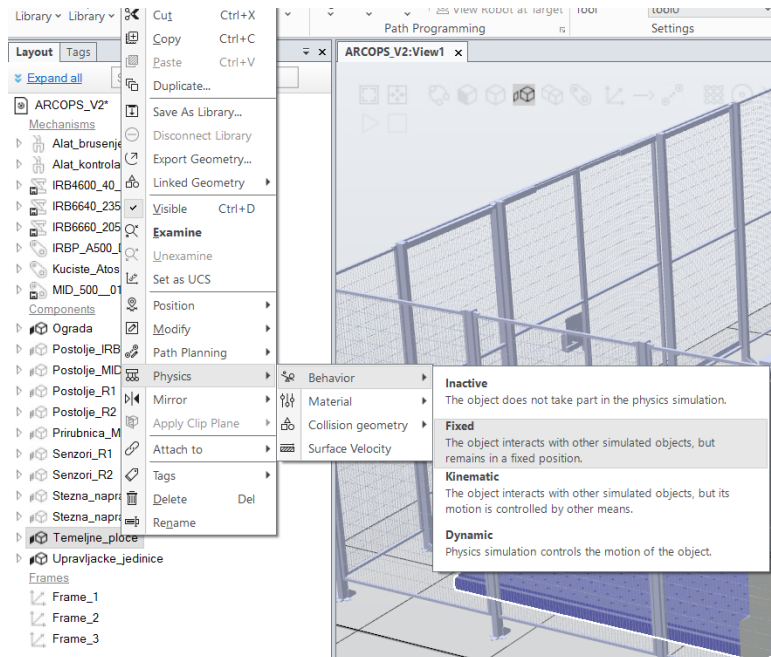 Library Library
View Robot at Target Tool tool0
Path Programming Settings
Layout Tags
Expand all
ARCOPS_V2*
Mechanisms
Alat_brusenje
Alat_kontrola
IRB4600_40_
IRB6640_235
IRB6660_205
IRBP_A500_
Kuciste_Atos
MID_500__01
Components
Ograda
Postolje_IRB
Postolje_MID
Postolje_R1
Postolje_R2
Prirubnica_M
Senzori_R1
Senzori_R2
Stezna_napra
Stezna_napra
Temeljne_ploce
Upravljacke_jedinice
Frames
Frame_1
Frame_2
Frame_3
Cut Ctrl+X
Copy Ctrl+C
Paste Ctrl+V
Duplicate...
Save As Library...
Disconnect Library
Export Geometry...
Linked Geometry
Visible Ctrl+D
Examine
Unexamine
Set as UCS
Position
Modify
Path Planning
Physics
Mirror
Apply Clip Plane
Attach to
Tags
Delete Del
Rename
Behavior
Material
Collision geometry
Surface Velocity
Inactive
The object does not take part in the physics simulation.
Fixed
The object interacts with other simulated objects, but
remains in a fixed position.
Kinematic
The object interacts with other simulated objects, but its
motion is controlled by other means.
Dynamic
Physics simulation controls the motion of the object.
ARCOPS_V2:View1